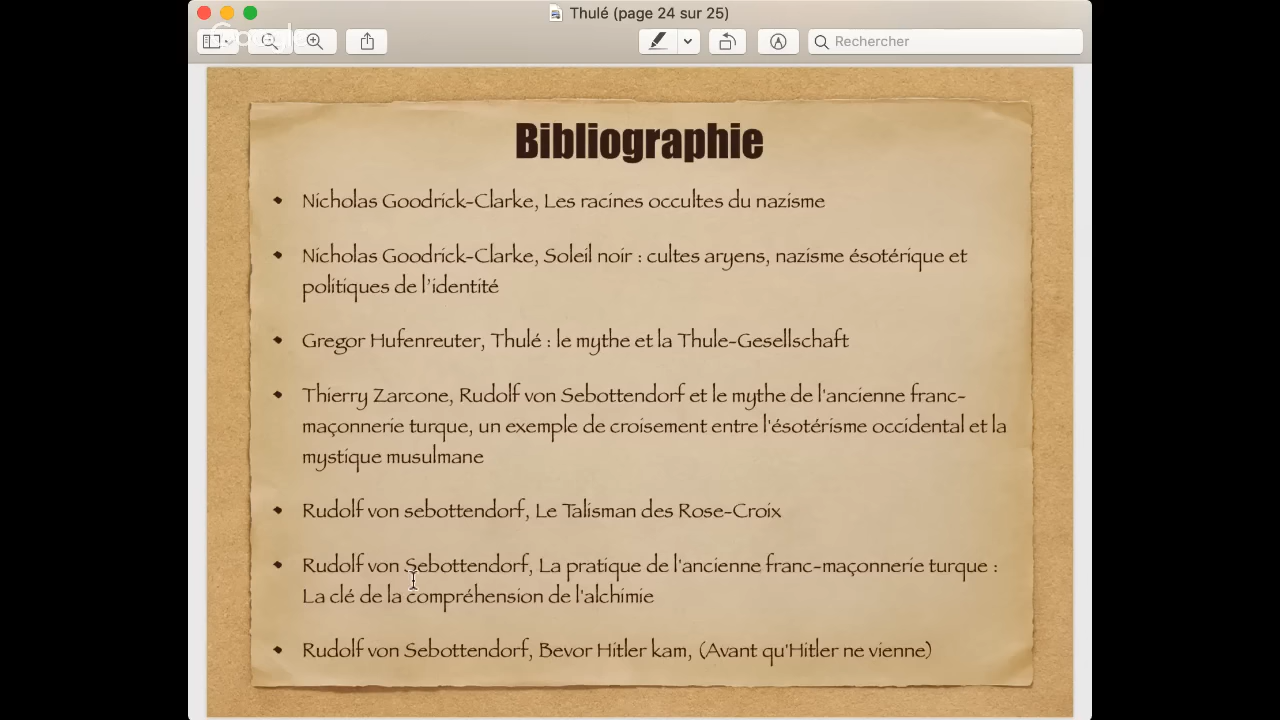 Thulé (page 24 sur 25)
Google
Rechercher
Bibliographie
• Nicholas Goodrick-Clarke, Les racines occultes du nazisme
• Nicholas Goodrick-Clarke, Soleil noir : cultes aryens, nazisme ésotérique et
politiques de l’identité
• Gregor Hufenreuter, Thulé : le mythe et la Thule-Gesellschaft
• Thierry Zarcone, Rudolf von Sebottendorf et le mythe de l'ancienne franc-
maçonnerie turque, un exemple de croisement entre l'ésotérisme occidental et la
mystique musulmane
• Rudolf von sebottendorf, Le Talisman des Rose-Croix
• Rudolf von Sebottendorf, La pratique de l'ancienne franc-maçonnerie turque :
La clé de la compréhension de l'alchimie
• Rudolf von Sebottendorf, Bevor Hitler kam, (Avant qu'Hitler ne vienne)